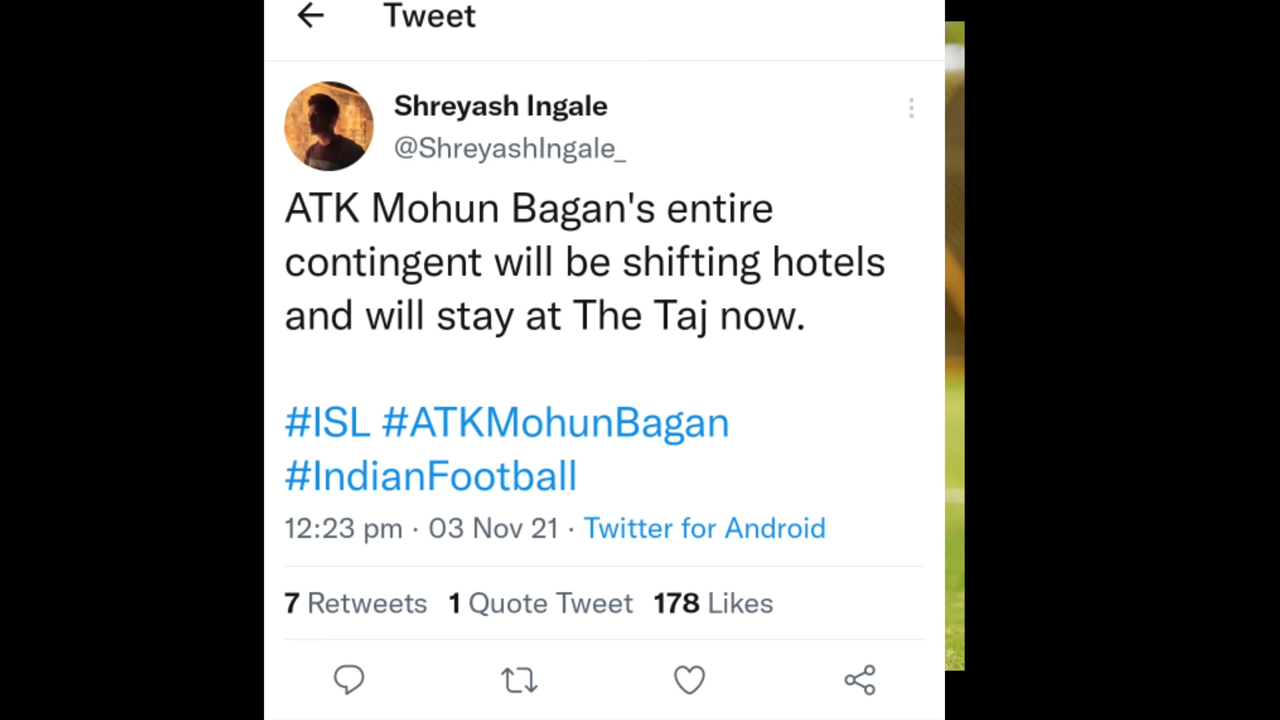 Tweet
Shreyash Ingale
@ShreyashIngale_
ATK Mohun Bagan's entire
contingent will be shifting hotels
and will stay at The Taj now.
#ISL #ATKMohunBagan
#IndianFootball
12:23 pm · 03 Nov 21 · Twitter for Android
7 Retweets 1 Quote Tweet 178 Likes